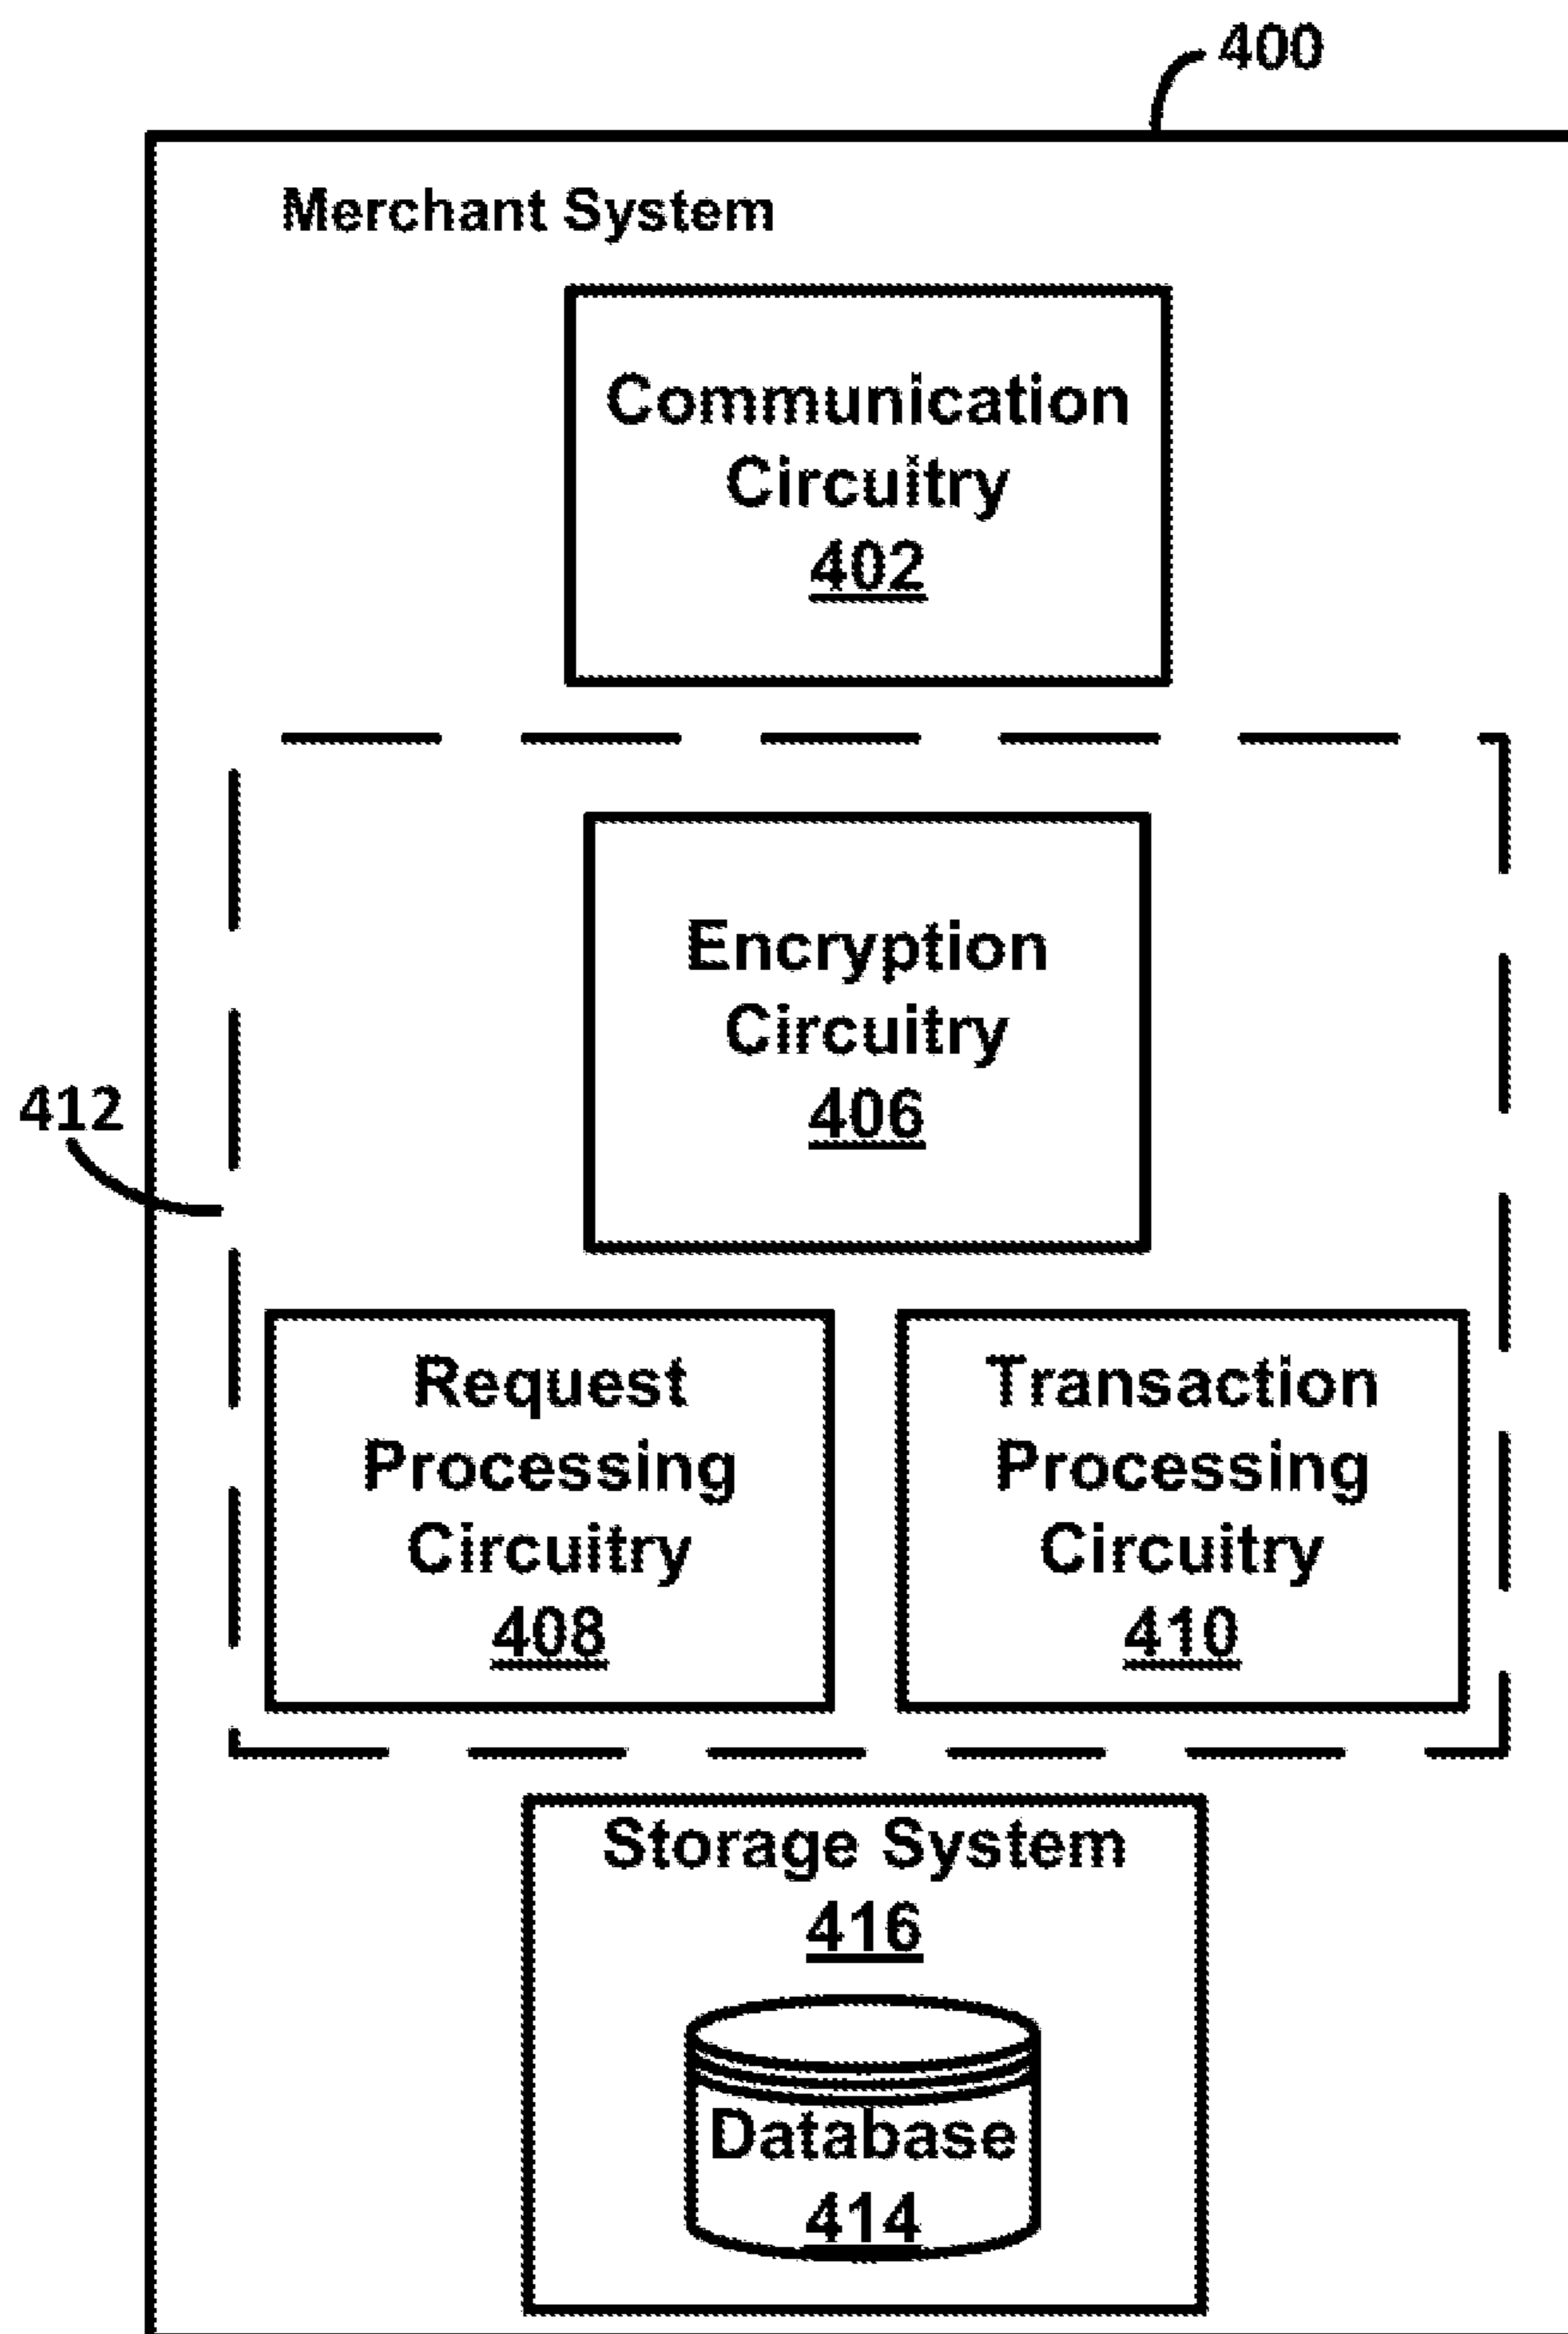 400
Merchant System
Communication
Circuitry
402
Encryption
Circuitry
406
412
Request
Processing
Circuitry
408
Transaction
Processing
Circuitry
410
Storage System
416
Database
414